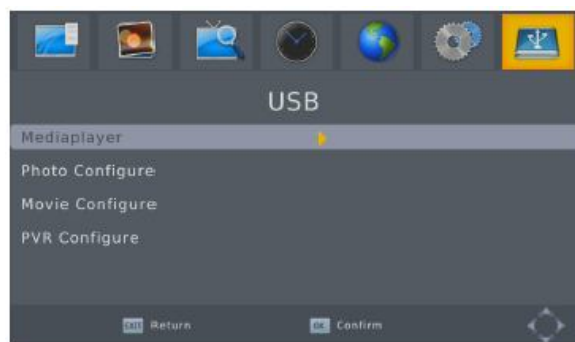 USB
Mediaplayer
Photo Configure
Movie Configure
PVR Configure
EXIT Return OK Confirm